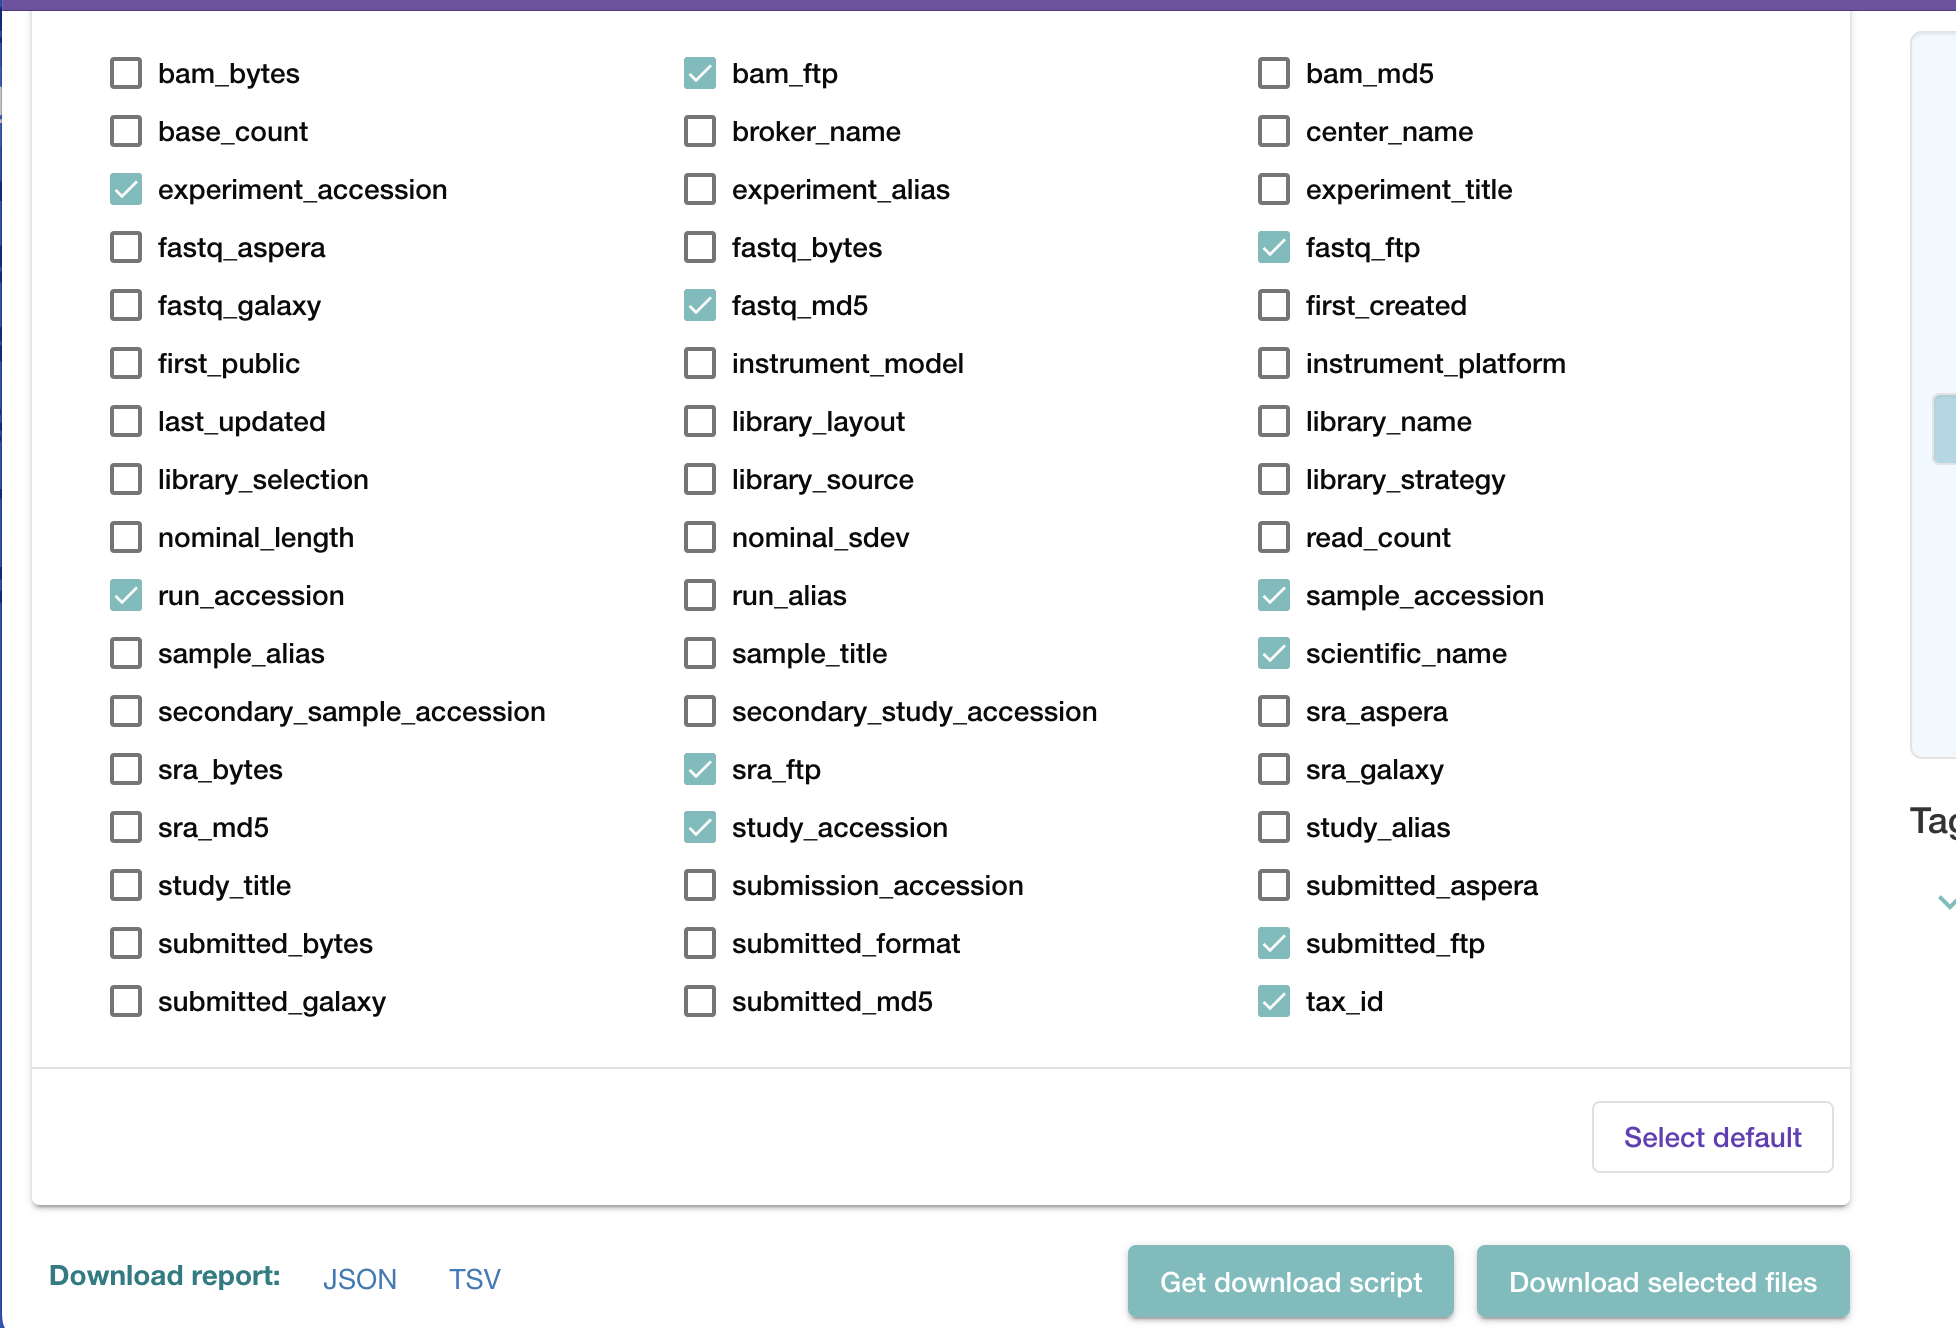 bam_bytes bam_ftp bam_md5
base_count broker_name center_name
experiment_accession experiment_alias experiment_title
fastq_aspera fastq_bytes fastq_ftp
fastq_galaxy fastq_md5 first_created
first_public instrument_model instrument_platform
last_updated library_layout library_name
library_selection library_source library_strategy
nominal_length nominal_sdev read_count
run_accession run_alias sample_accession
sample_alias sample_title scientific_name
secondary_sample_accession secondary_study_accession sra_aspera
sra_bytes sra_ftp sra_galaxy
sra_md5 study_accession study_alias
study_title submission_accession submitted_aspera
submitted_bytes submitted_format submitted_ftp
submitted_galaxy submitted_md5 tax_id
Select default
Download report: JSON TSV Get download script Download selected files